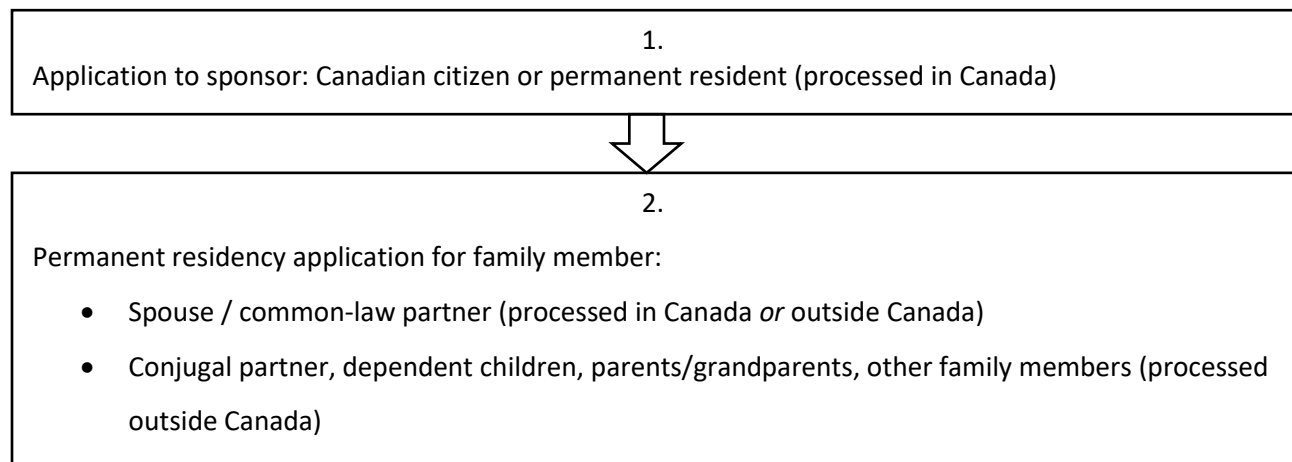 1.
Application to sponsor: Canadian citizen or permanent resident (processed in Canada)
2.
Permanent residency application for family member:
• Spouse / common-law partner (processed in Canada or outside Canada)
• Conjugal partner, dependent children, parents/grandparents, other family members (processed
outside Canada)